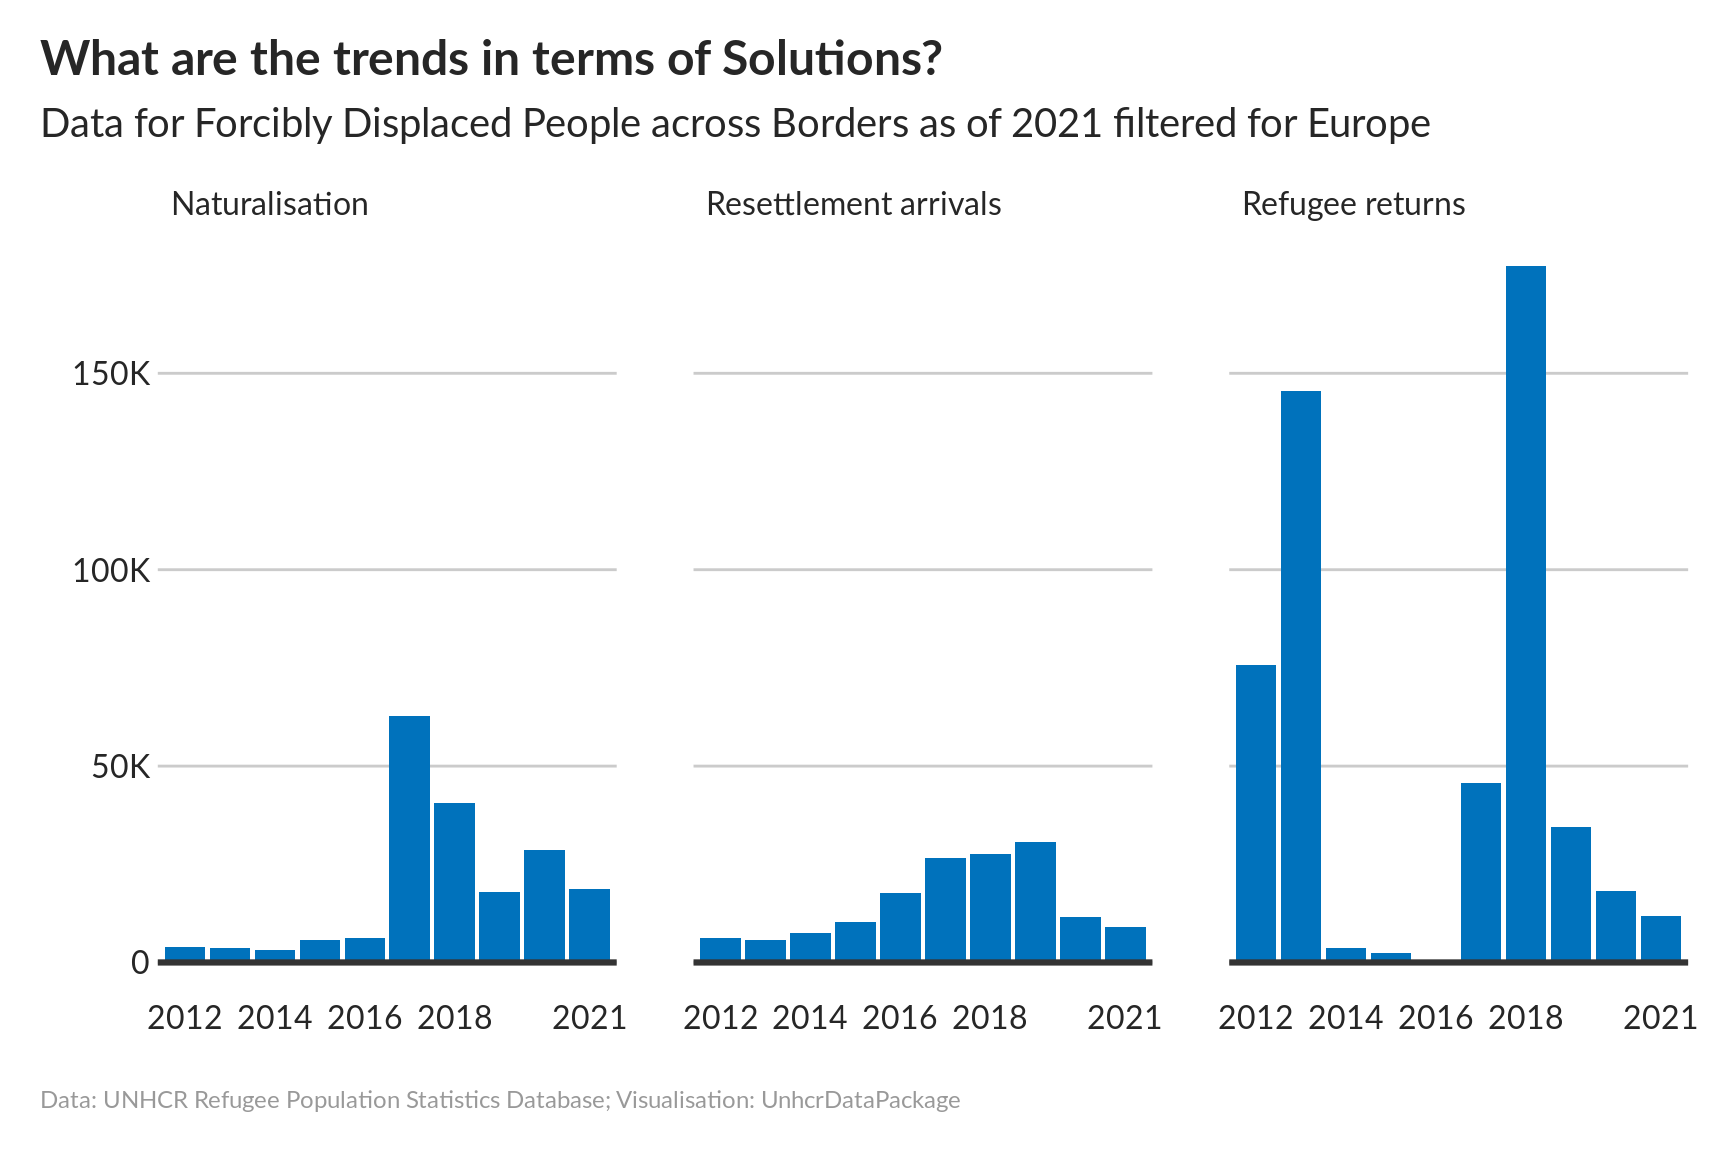 What are the trends in terms of Solutions?
Data for Forcibly Displaced People across Borders as of 2021 filtered for Europe
Naturalisation
Resettlement arrivals
Refugee returns
150K
100K
50K
0
2012 2014 2016 2018 2021
2012 2014 2016 2018 2021
2012 2014 2016 2018 2021
Data: UNHCR Refugee Population Statistics Database; Visualisation: UnhcrDataPackage